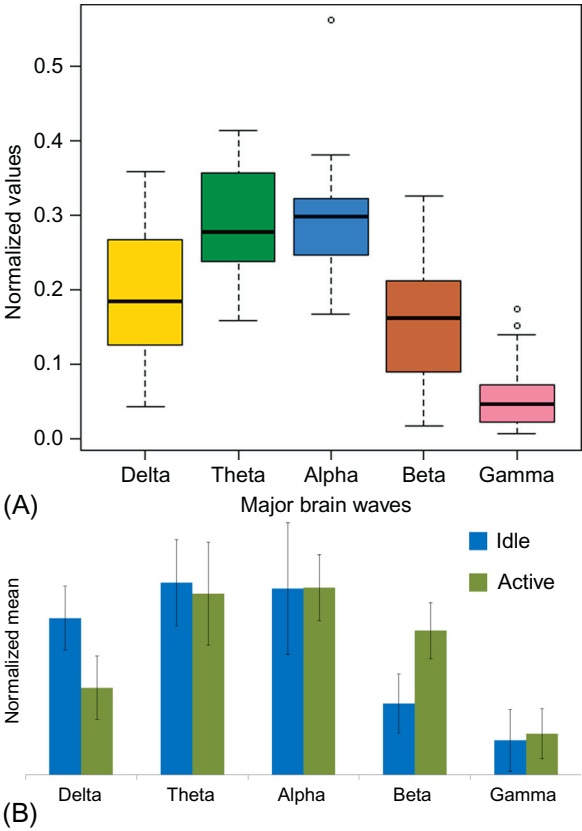 0.5
0.4
0.3
0.2
0.1
0.0
Normalized values
Delta Theta Alpha Beta Gamma
(A) Major brain waves
Idle
Active
Normalized mean
Delta Theta Alpha Beta Gamma
(B)